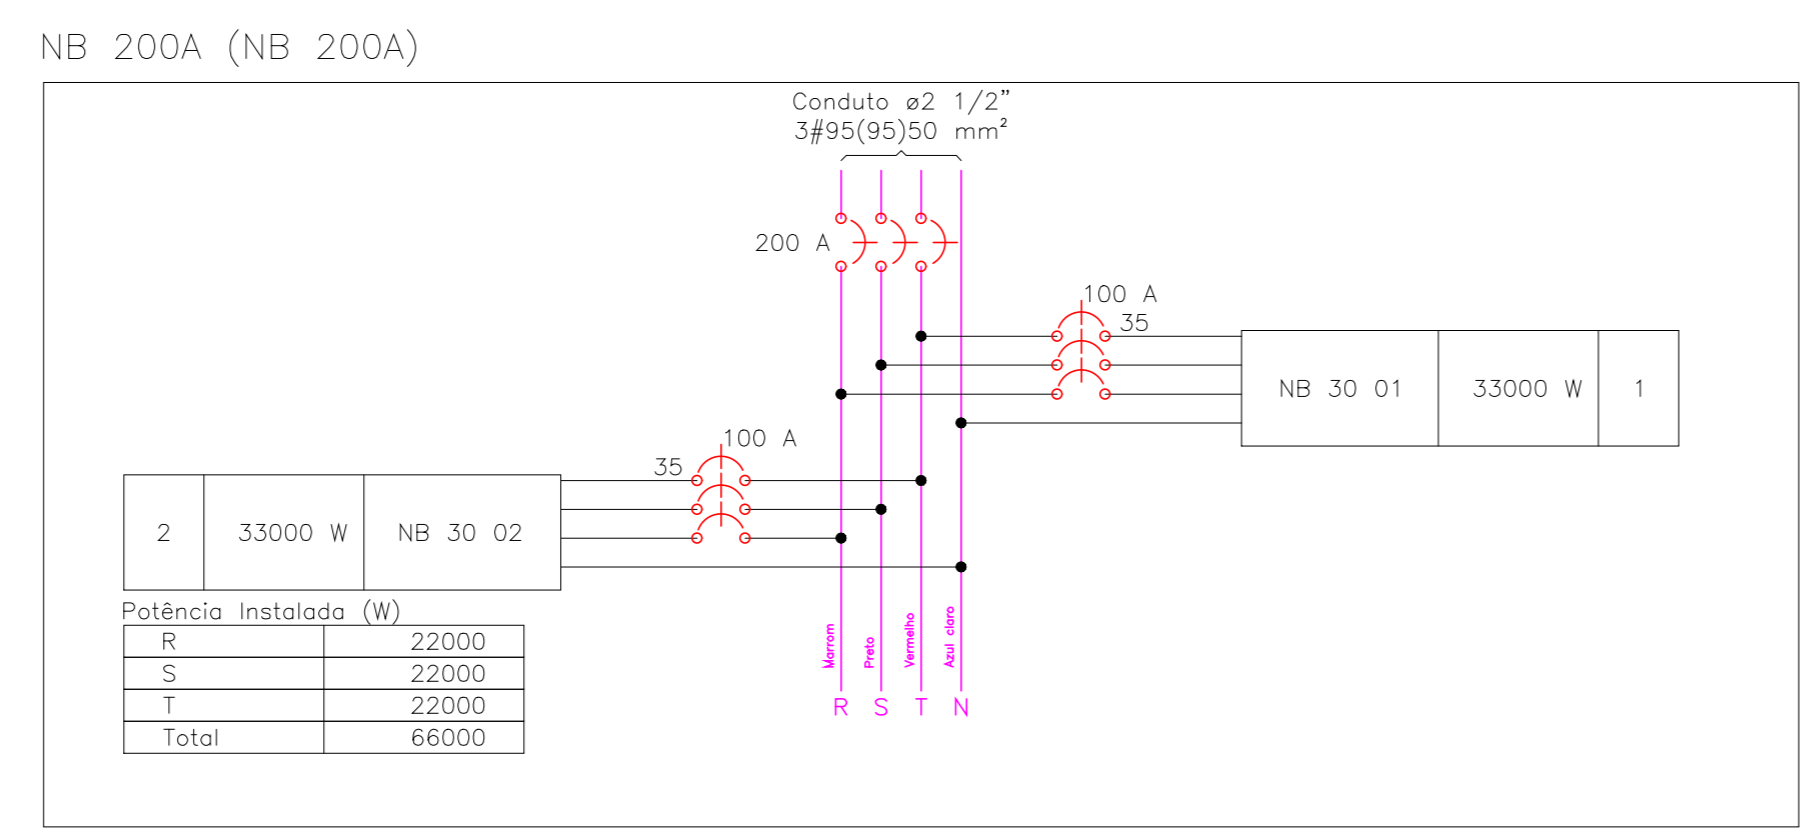 NB 200A (NB 200A)
Conduto ø2 1/2”
3#95(95)50 mm²
200 A
100 A
35
NB 30 01 33000 W 1
100 A
35
2 33000 W NB 30 02
Potência Instalada (W)
R 22000
S 22000
T 22000
Total 66000
Marrom
Preto
Vermelho
Azul claro
R S T N